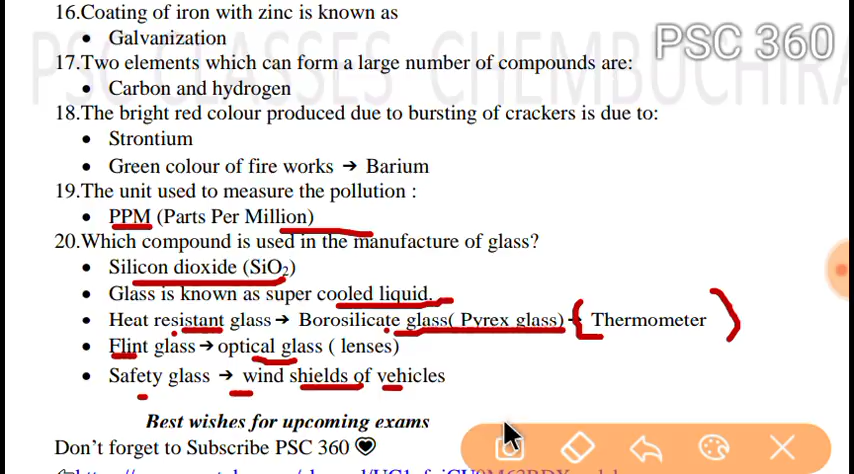 16.Coating of iron with zinc is known as
• Galvanization
PSC 360
PSC CLASSES CHEMBUCHIRA
17.Two elements which can form a large number of compounds are:
• Carbon and hydrogen
18.The bright red colour produced due to bursting of crackers is due to:
• Strontium
• Green colour of fire works ➔ Barium
19.The unit used to measure the pollution :
• PPM (Parts Per Million)
20.Which compound is used in the manufacture of glass?
• Silicon dioxide (SiO₂)
• Glass is known as super cooled liquid.
• Heat resistant glass➔ Borosilicate glass( Pyrex glass)➔ Thermometer
• Flint glass➔optical glass ( lenses)
• Safety glass ➔ wind shields of vehicles
Best wishes for upcoming exams
Don't forget to Subscribe PSC 360